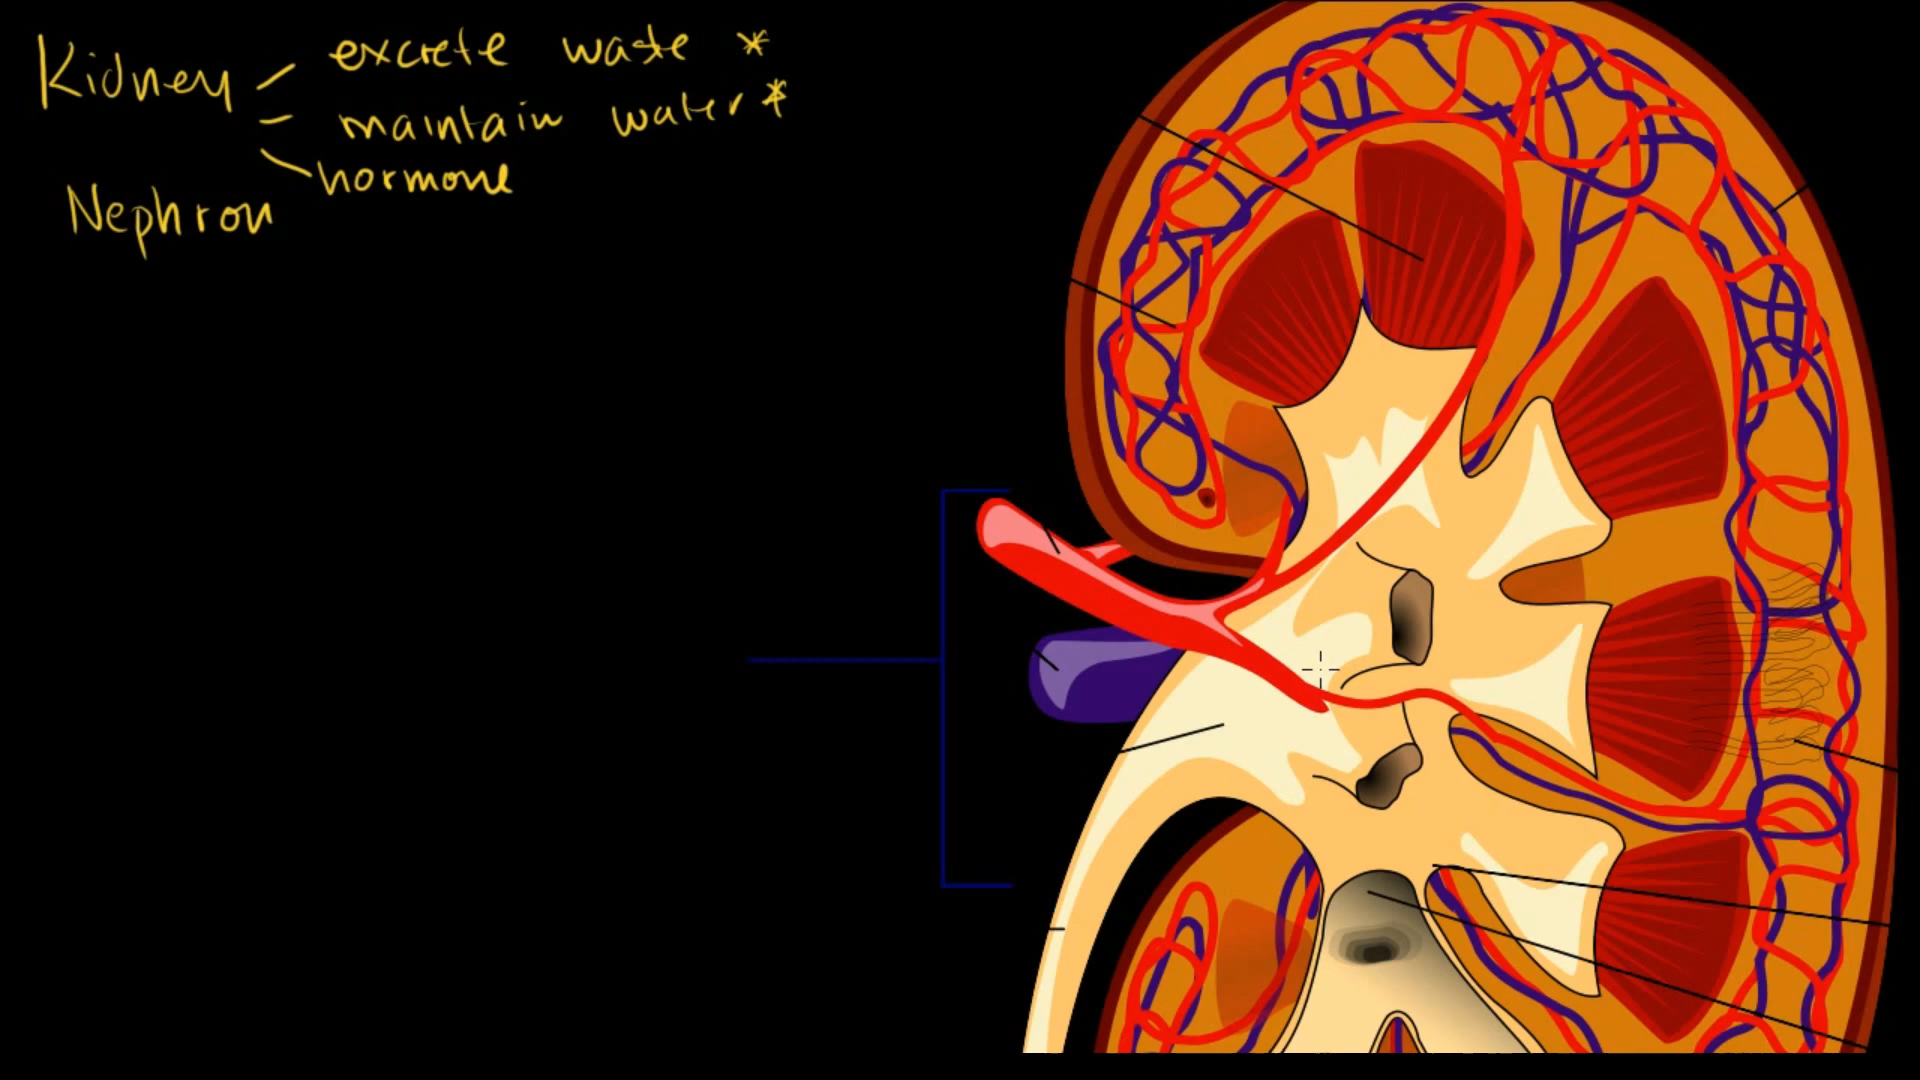 Kidney
excrete waste *
maintain water *
hormone
Nephron